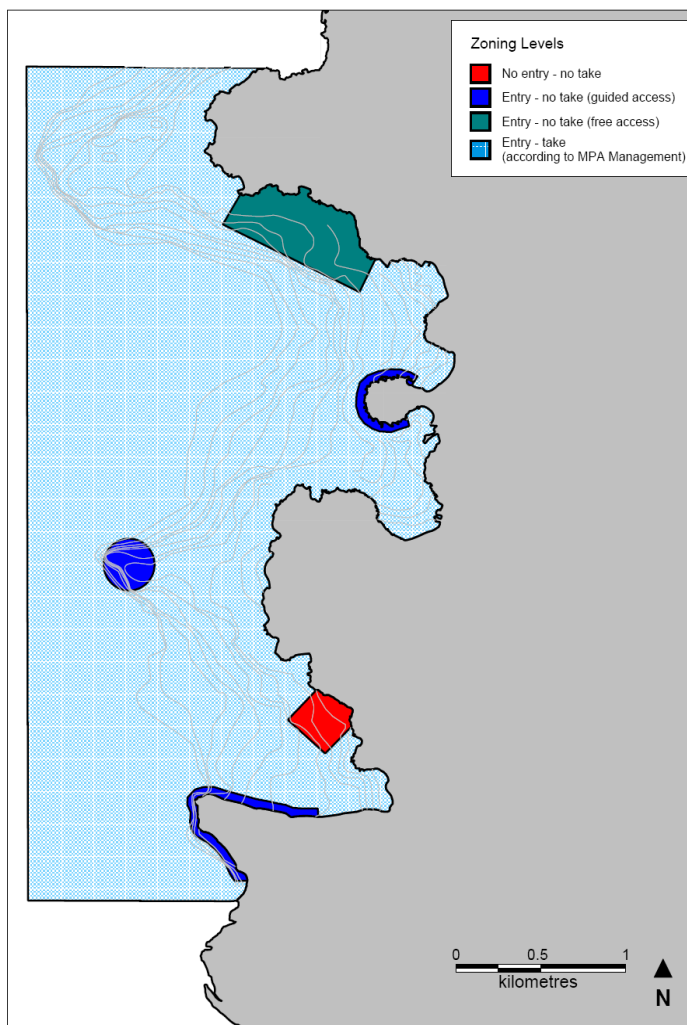 Zoning Levels
No entry - no take
Entry - no take (guided access)
Entry - no take (free access)
Entry - take
(according to MPA Management)
0 0.5 1
kilometres
N